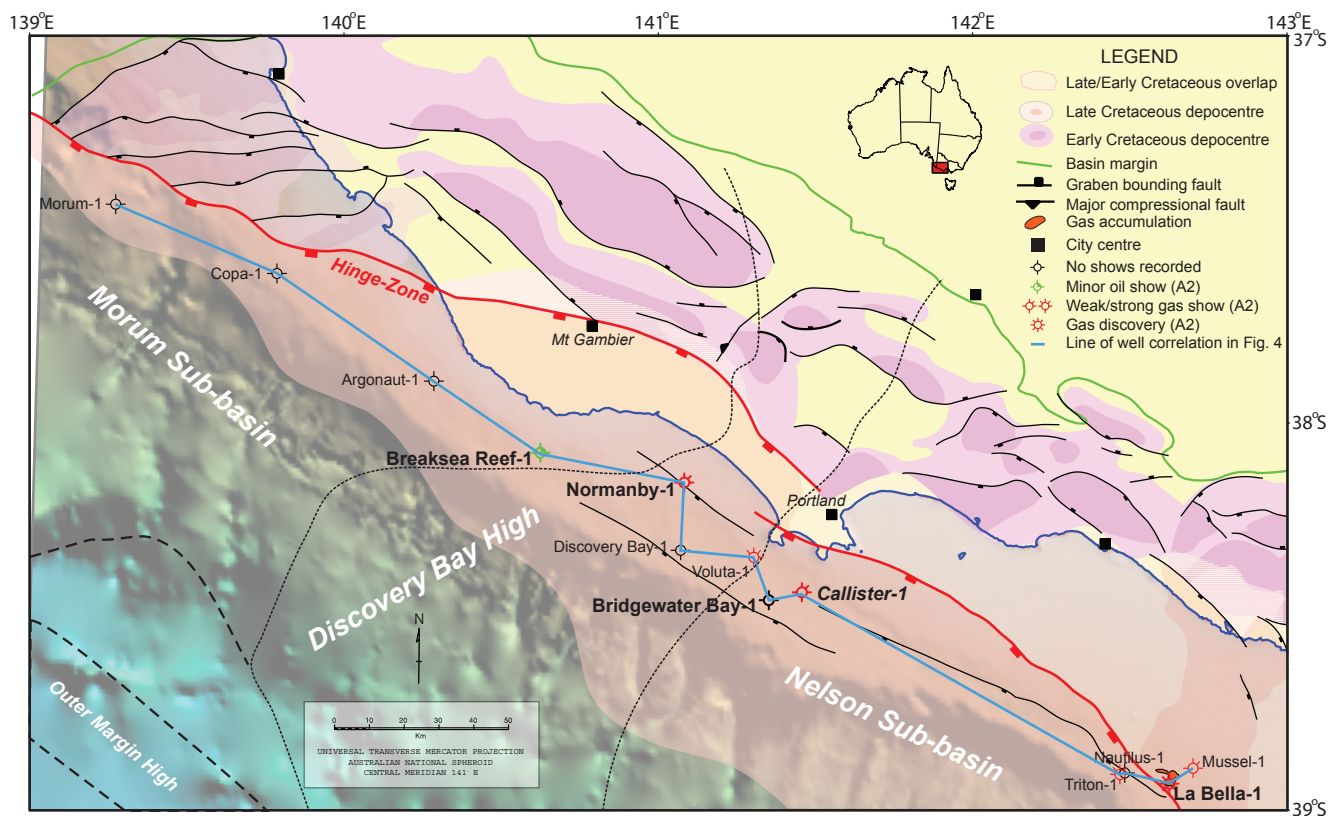 139°E
140°E
141°E
142°E
143°E
37°S
38°S
39°S
LEGEND
Late/Early Cretaceous overlap
Late Cretaceous depocentre
Early Cretaceous depocentre
Basin margin
Graben bounding fault
Major compressional fault
Gas accumulation
City centre
No shows recorded
Minor oil show (A2)
Weak/strong gas show (A2)
Gas discovery (A2)
Line of well correlation in Fig. 4
Morum-1
Copa-1
Hinge-Zone
Mt Gambier
Morum Sub-basin
Argonaut-1
Breaksea Reef-1
Normanby-1
Portland
Discovery Bay-1
Voluta-1
Discovery Bay High
Bridgewater Bay-1
Callister-1
N
Nelson Sub-basin
Outer Margin High
0 10 20 30 40 50
Km
UNIVERSAL TRANSVERSE MERCATOR PROJECTION
AUSTRALIAN NATIONAL SPHEROID
CENTRAL MERIDIAN 141° E
Nautilus-1
Mussel-1
Triton-1
La Bella-1